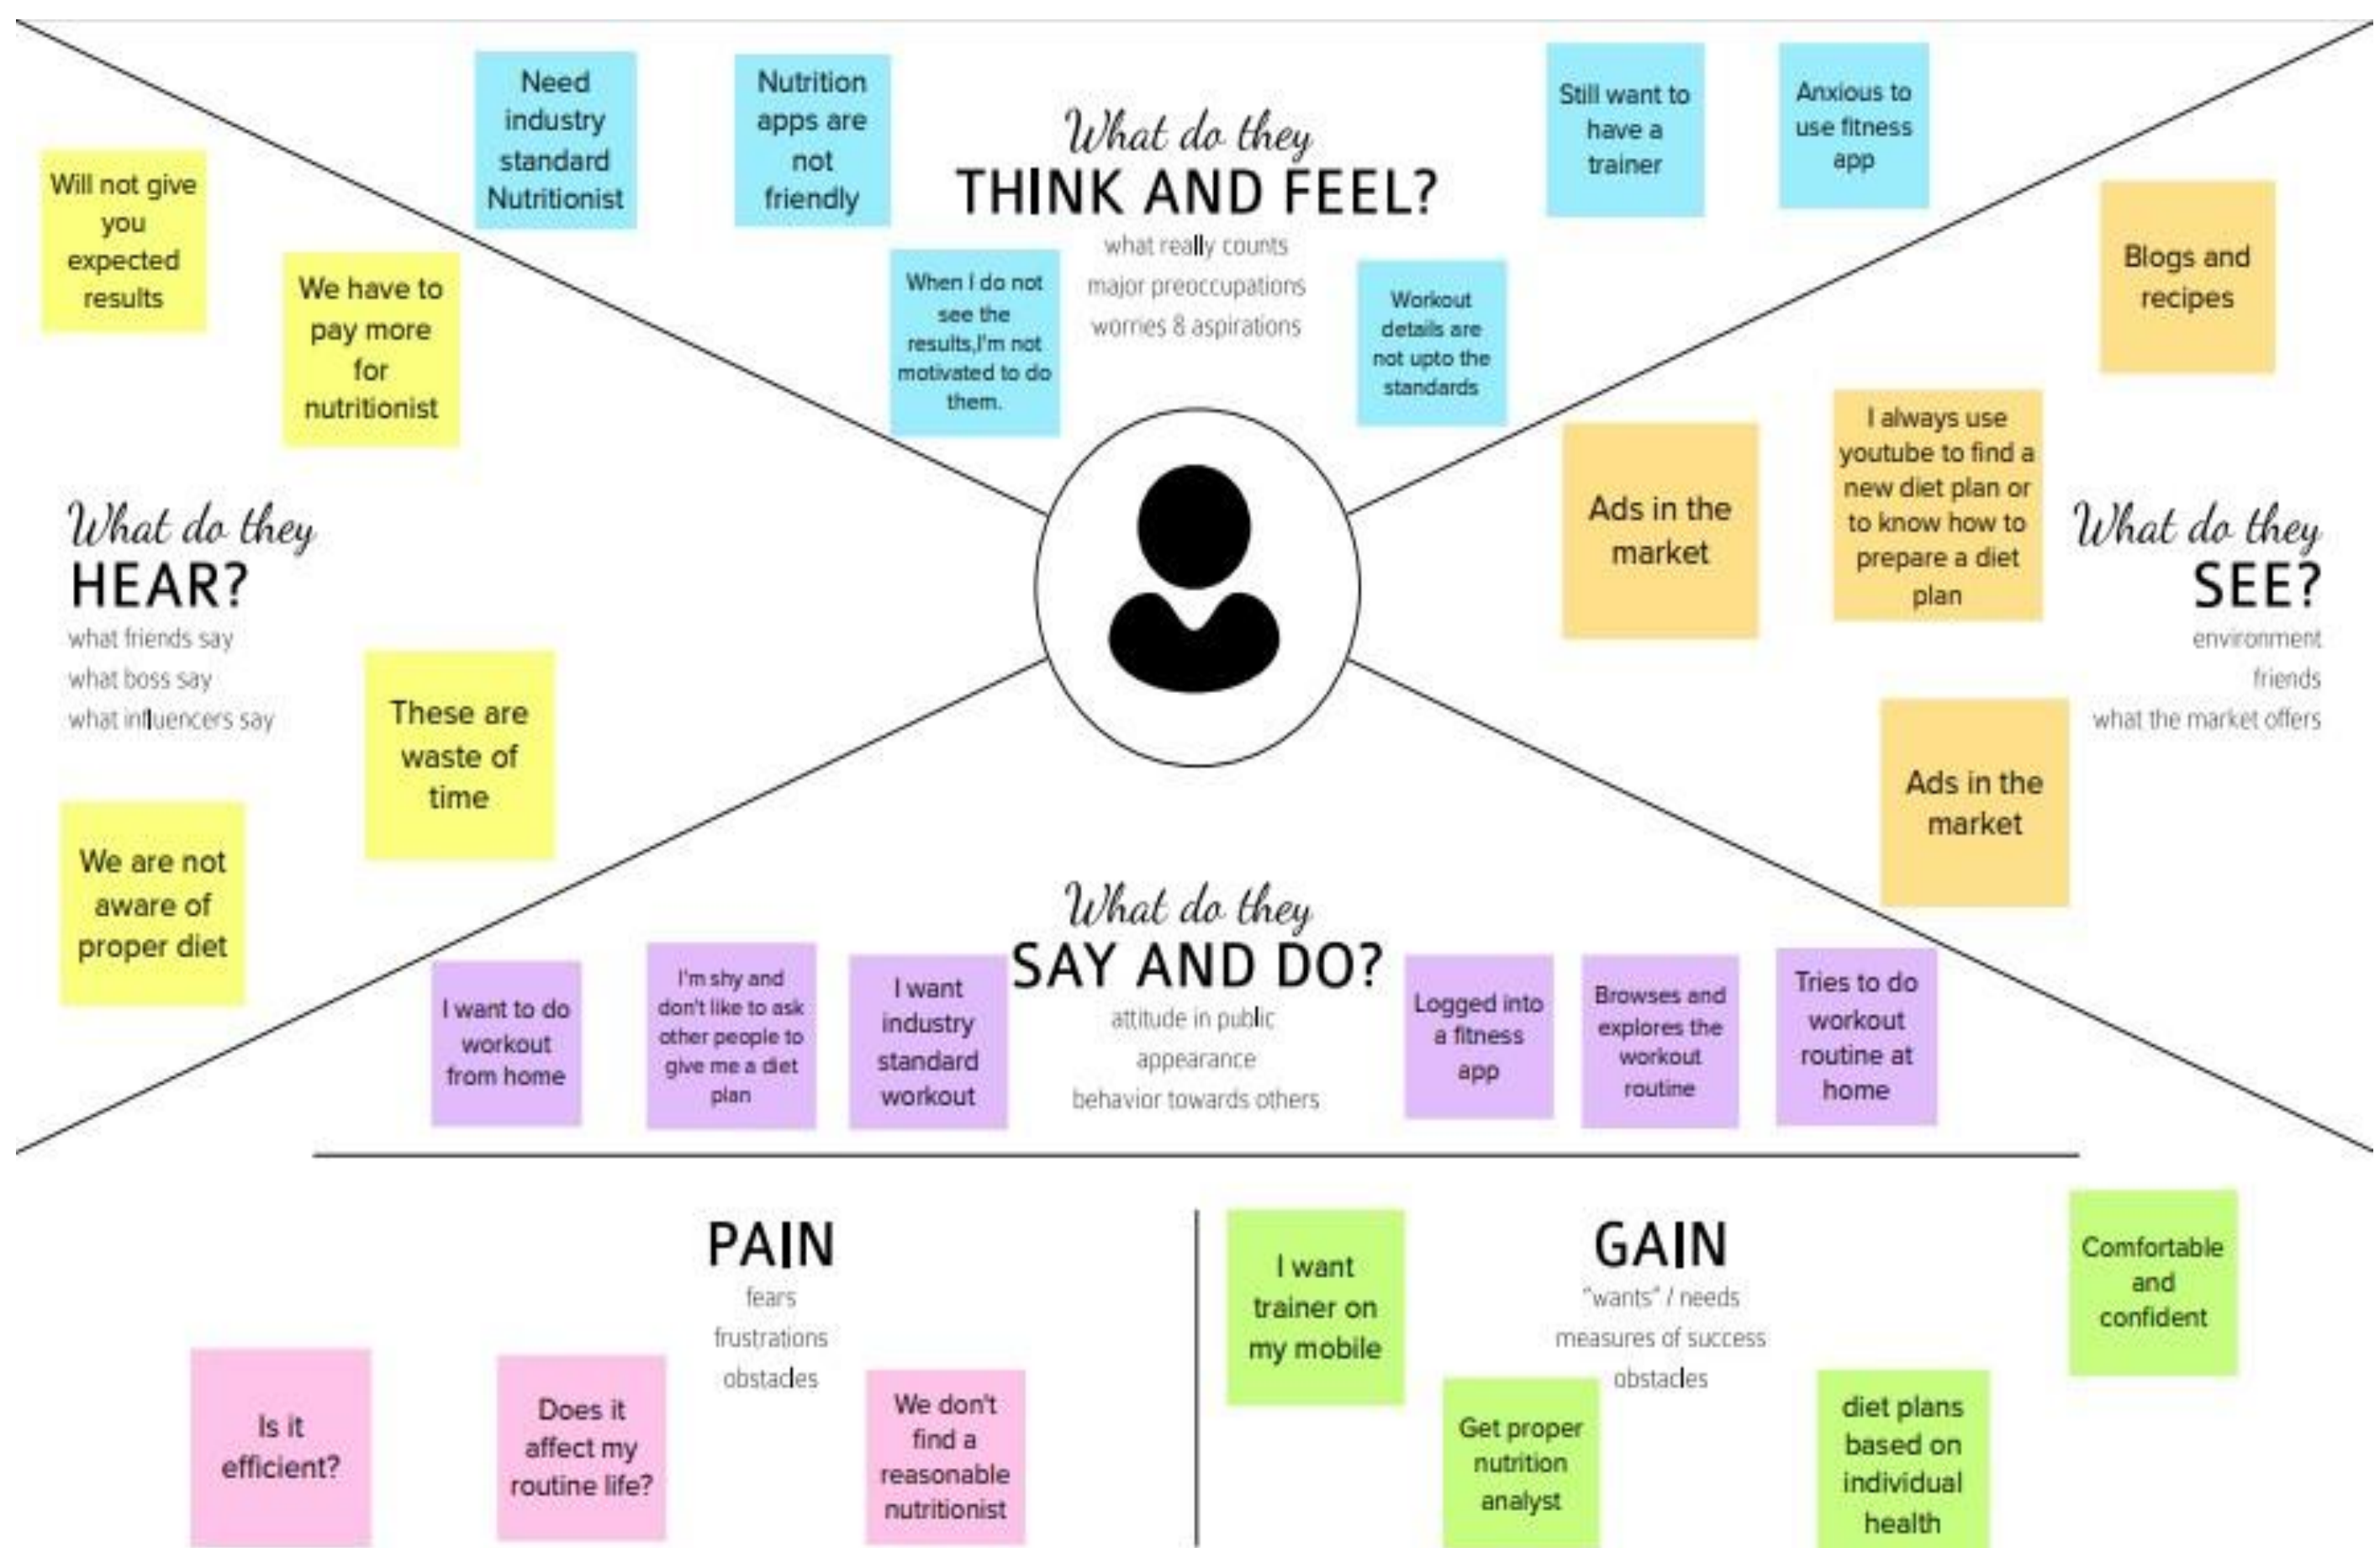 Need
industry
standard
Nutritionist
Nutrition
apps are
not
friendly
What do they
THINK AND FEEL?
what really counts
major preoccupations
worries & aspirations
When I do not
see the
results,I'm not
motivated to do
them.
Workout
details are
not upto the
standards
Still want to
have a
trainer
Anxious to
use fitness
app
Will not give
you
expected
results
We have to
pay more
for
nutritionist
What do they
HEAR?
what friends say
what boss say
what influencers say
These are
waste of
time
We are not
aware of
proper diet
Blogs and
recipes
Ads in the
market
I always use
youtube to find a
new diet plan or
to know how to
prepare a diet
plan
What do they
SEE?
environment
friends
what the market offers
Ads in the
market
What do they
SAY AND DO?
attitude in public
appearance
behavior towards others
I want to do
workout
from home
I'm shy and
don't like to ask
other people to
give me a diet
plan
I want
industry
standard
workout
Logged into
a fitness
app
Browses and
explores the
workout
routine
Tries to do
workout
routine at
home
PAIN
fears
frustrations
obstacles
Is it
efficient?
Does it
affect my
routine life?
We don't
find a
reasonable
nutritionist
GAIN
"wants" / needs
measures of success
obstacles
I want
trainer on
my mobile
Get proper
nutrition
analyst
diet plans
based on
individual
health
Comfortable
and
confident